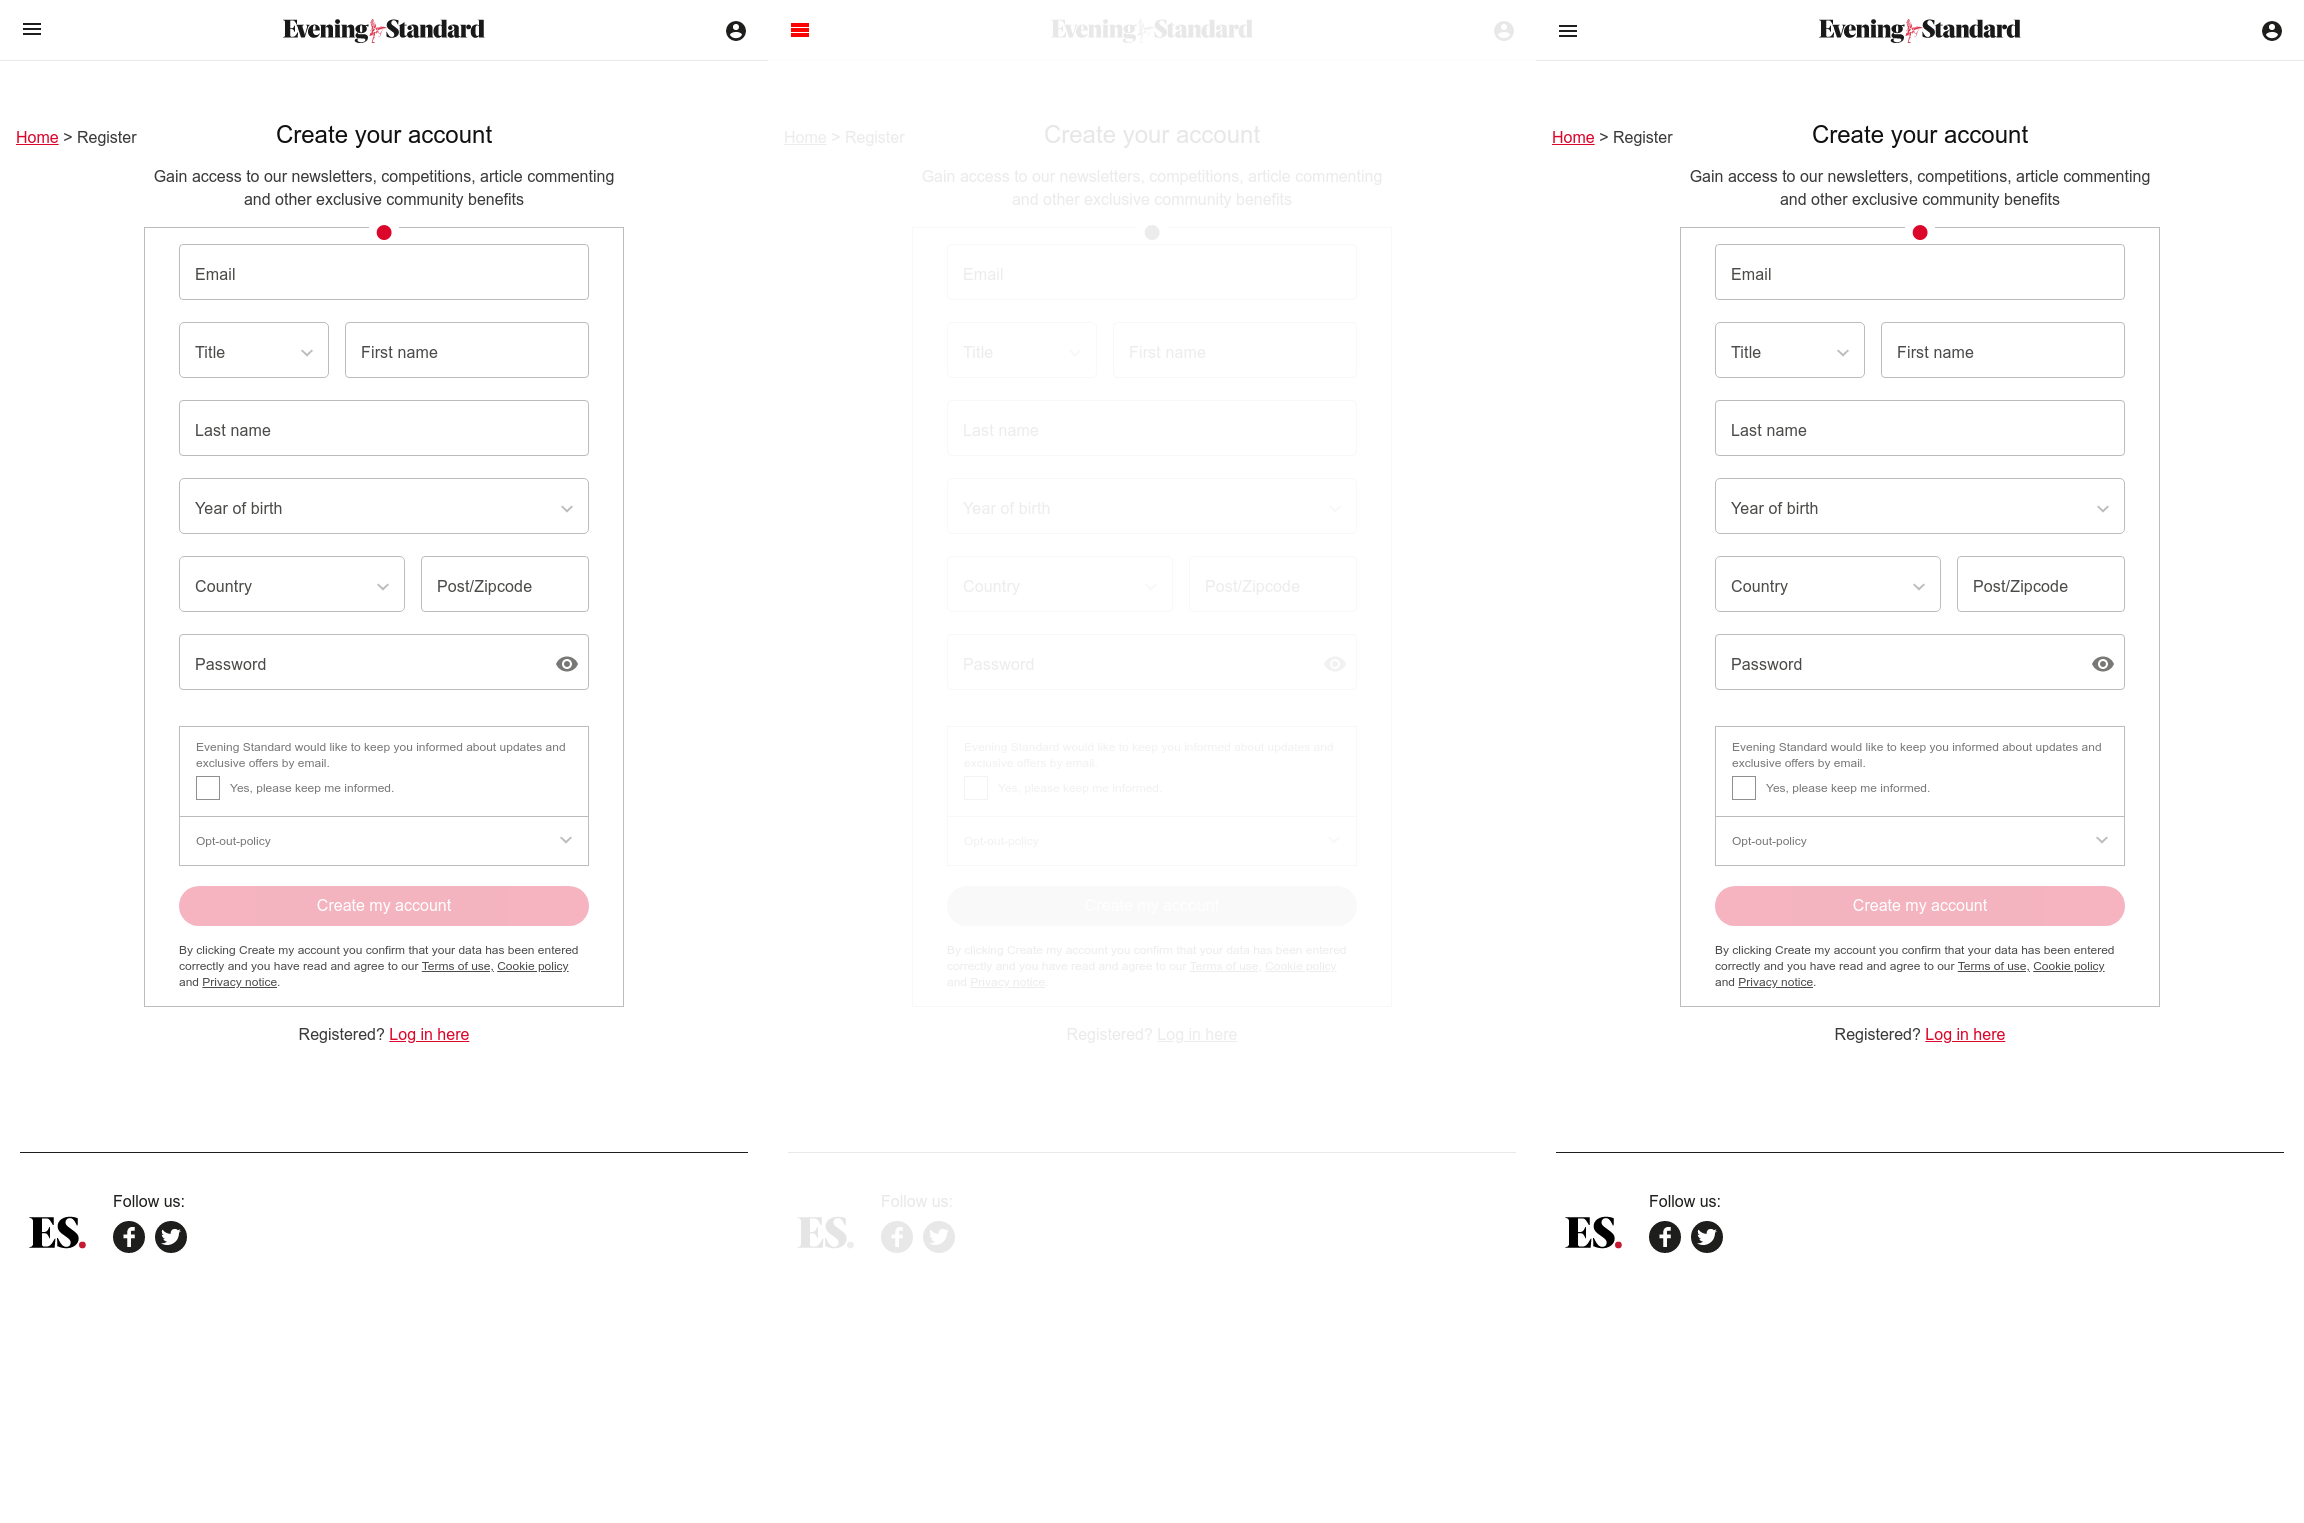 Evening Standard
Home > Register
Create your account
Gain access to our newsletters, competitions, article commenting
and other exclusive community benefits
Email
Title
First name
Last name
Year of birth
Country
Post/Zipcode
Password
Evening Standard would like to keep you informed about updates and
exclusive offers by email.
Yes, please keep me informed.
Opt-out-policy
Create my account
By clicking Create my account you confirm that your data has been entered
correctly and you have read and agree to our Terms of use, Cookie policy
and Privacy notice.
Registered? Log in here
Follow us:
ES.
Evening Standard
Home > Register
Create your account
Gain access to our newsletters, competitions, article commenting
and other exclusive community benefits
Email
Title
First name
Last name
Year of birth
Country
Post/Zipcode
Password
Evening Standard would like to keep you informed about updates and
exclusive offers by email.
Yes, please keep me informed.
Opt-out-policy
Create my account
By clicking Create my account you confirm that your data has been entered
correctly and you have read and agree to our Terms of use, Cookie policy
and Privacy notice.
Registered? Log in here
Follow us:
ES.
Evening Standard
Home > Register
Create your account
Gain access to our newsletters, competitions, article commenting
and other exclusive community benefits
Email
Title
First name
Last name
Year of birth
Country
Post/Zipcode
Password
Evening Standard would like to keep you informed about updates and
exclusive offers by email.
Yes, please keep me informed.
Opt-out-policy
Create my account
By clicking Create my account you confirm that your data has been entered
correctly and you have read and agree to our Terms of use, Cookie policy
and Privacy notice.
Registered? Log in here
Follow us:
ES.